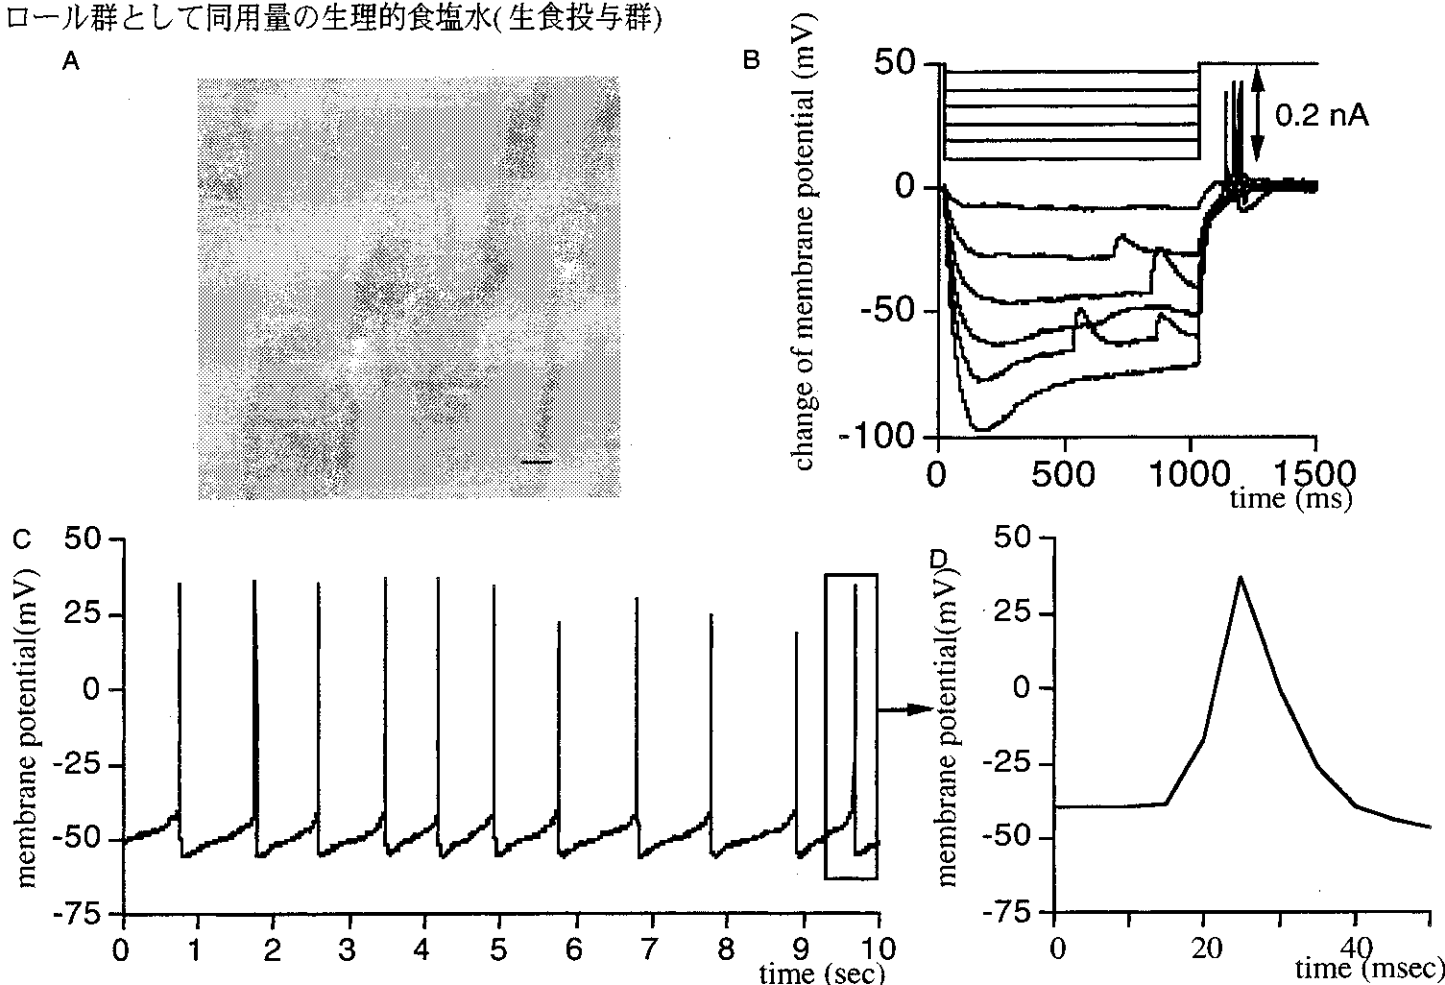 ロール群として同用量の生理的食塩水(生食投与群)
A
B
change of membrane potential (mV)
50
0
-50
-100
0.2 nA
0 500 1000 1500
time (ms)
C
membrane potential(mV)
50
25
0
-25
-50
-75
0 1 2 3 4 5 6 7 8 9 10
time (sec)
D
membrane potential(mV)
50
25
0
-25
-50
-75
0 20 40
time (msec)